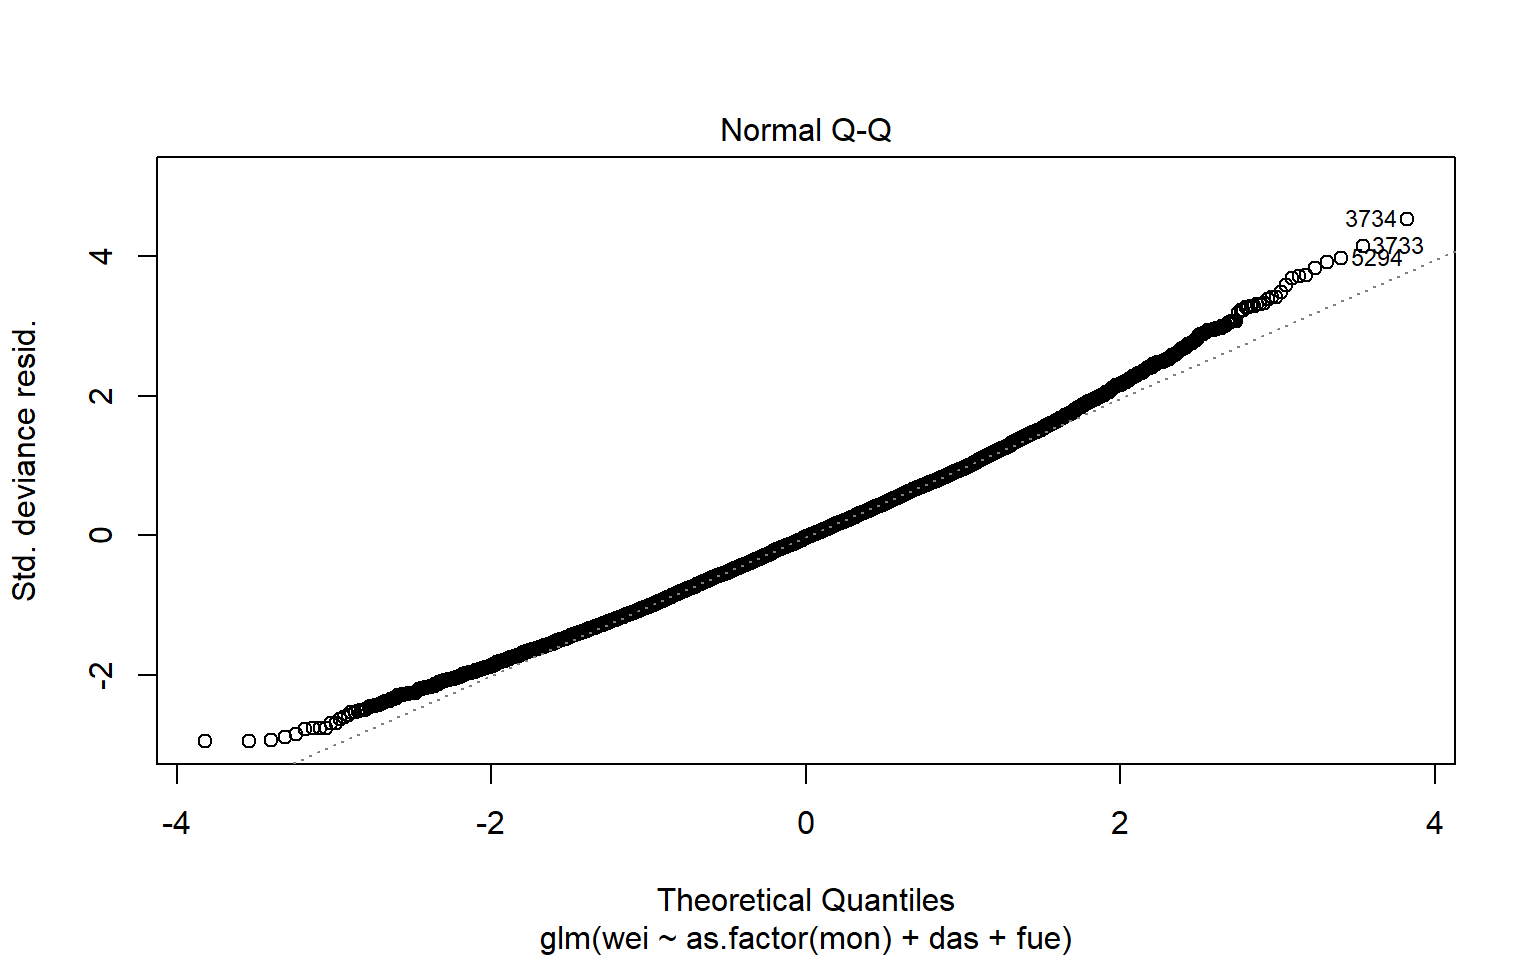 Normal Q-Q
Std. deviance resid.
4
2
0
-2
3734
3733
5294
-4 -2 0 2 4
Theoretical Quantiles
glm(wei ~ as.factor(mon) + das + fue)